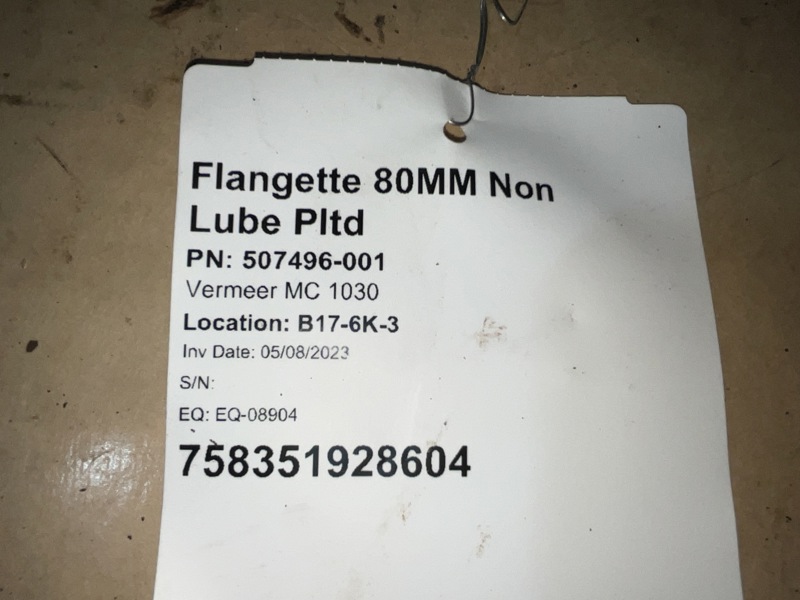 Flangette 80MM Non
Lube Pltd
PN: 507496-001
Vermeer MC 1030
Location: B17-6K-3
Inv Date: 05/08/2023
S/N:
EQ: EQ-08904
758351928604